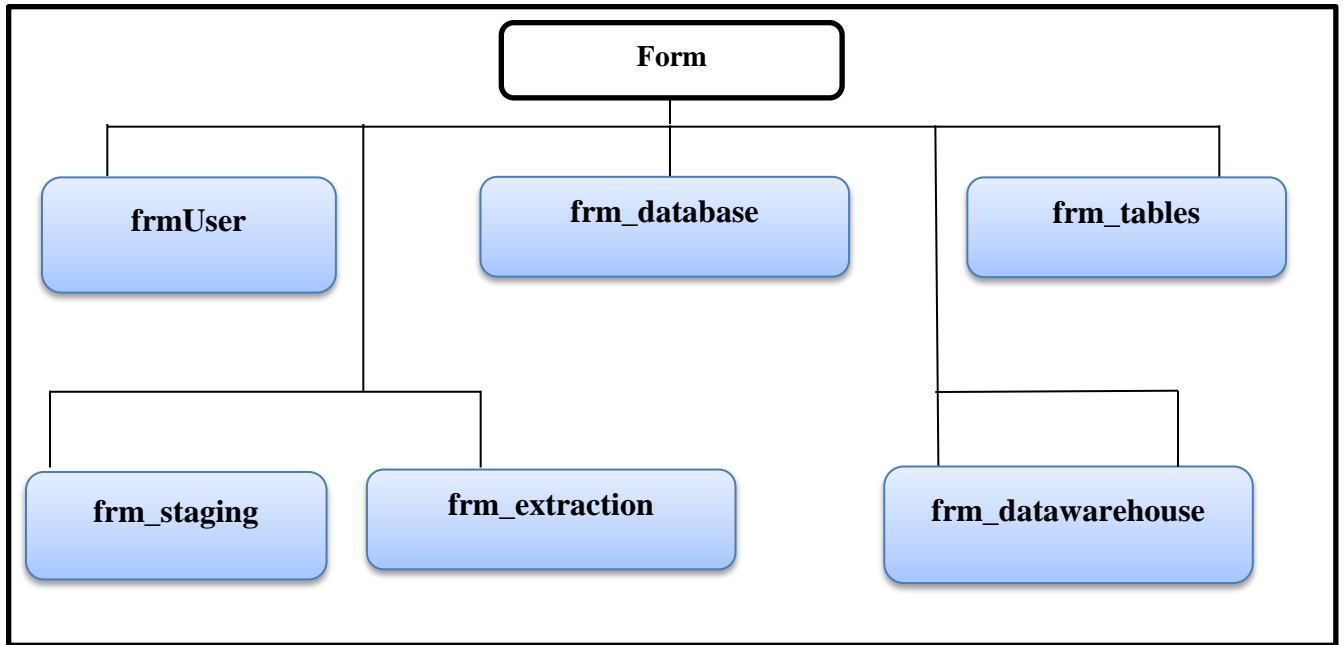 Form
frmUser
frm_database
frm_tables
frm_staging
frm_extraction
frm_datawarehouse